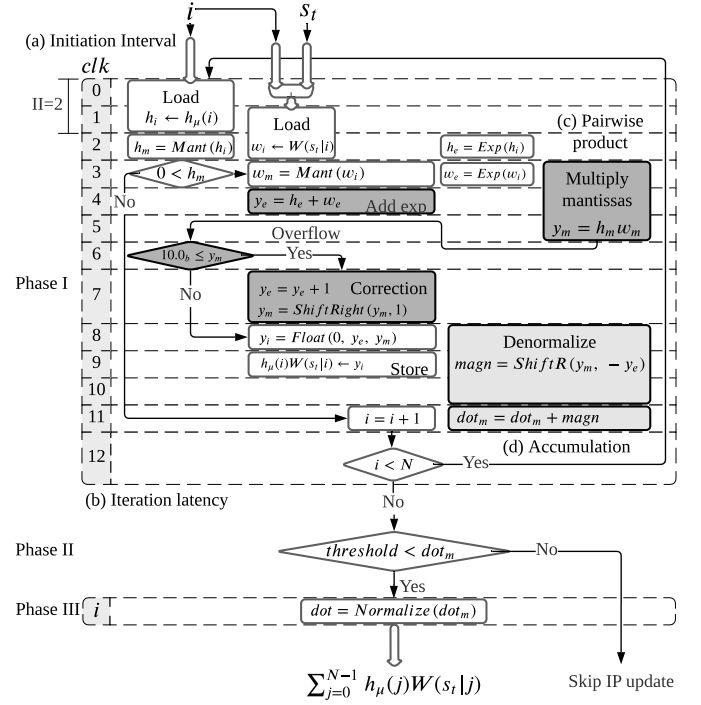 i
s_t
(a) Initiation Interval
clk
II=2
0
Load
h_i ← h_μ(i)
1
Load
w_i ← W(s_t|i)
(c) Pairwise
product
2
h_m = Mant(h_i)
h_e = Exp(h_i)
3
0 < h_m
w_m = Mant(w_i)
w_e = Exp(w_i)
Multiply
mantissas
y_m = h_m w_m
No
4
y_e = h_e + w_e
Add exp
5
Overflow
6
10.0_b ≤ y_m
Yes
Phase I
No
7
Correction
y_e = y_e + 1
y_m = ShiftRight(y_m, 1)
8
y_i = Float(0, y_e, y_m)
Denormalize
magn = ShiftR(y_m, − y_e)
9
h_μ(i)W(s_t|i) ← y_i
Store
10
11
i = i + 1
dot_m = dot_m + magn
(d) Accumulation
12
i < N
Yes
(b) Iteration latency
No
Phase II
threshold < dot_m
No
Yes
Phase III
i
dot = Normalize(dot_m)
∑_{j=0}^{N−1} h_μ(j)W(s_t|j)
Skip IP update